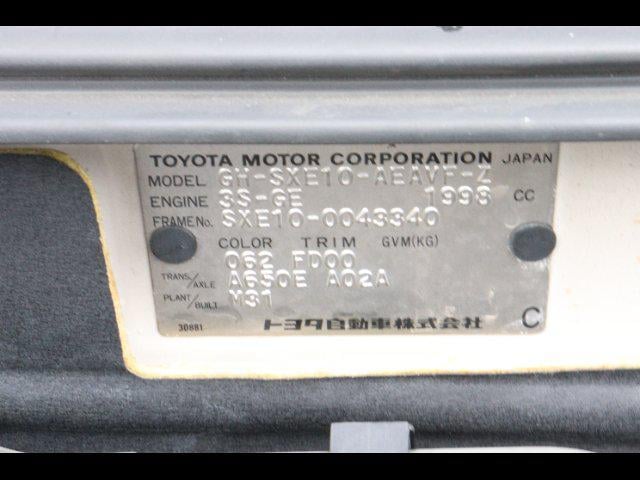 TOYOTA MOTOR CORPORATION JAPAN
MODEL GH-SXE10-AEAVF-Z
ENGINE 3S-GE 1998 CC
FRAME No. SXE10-0043340
COLOR TRIM GVM(KG)
062 FD00
TRANS/AXLE A650E A02A
PLANT/BUILT M31
30881 トヨタ自動車株式会社 C